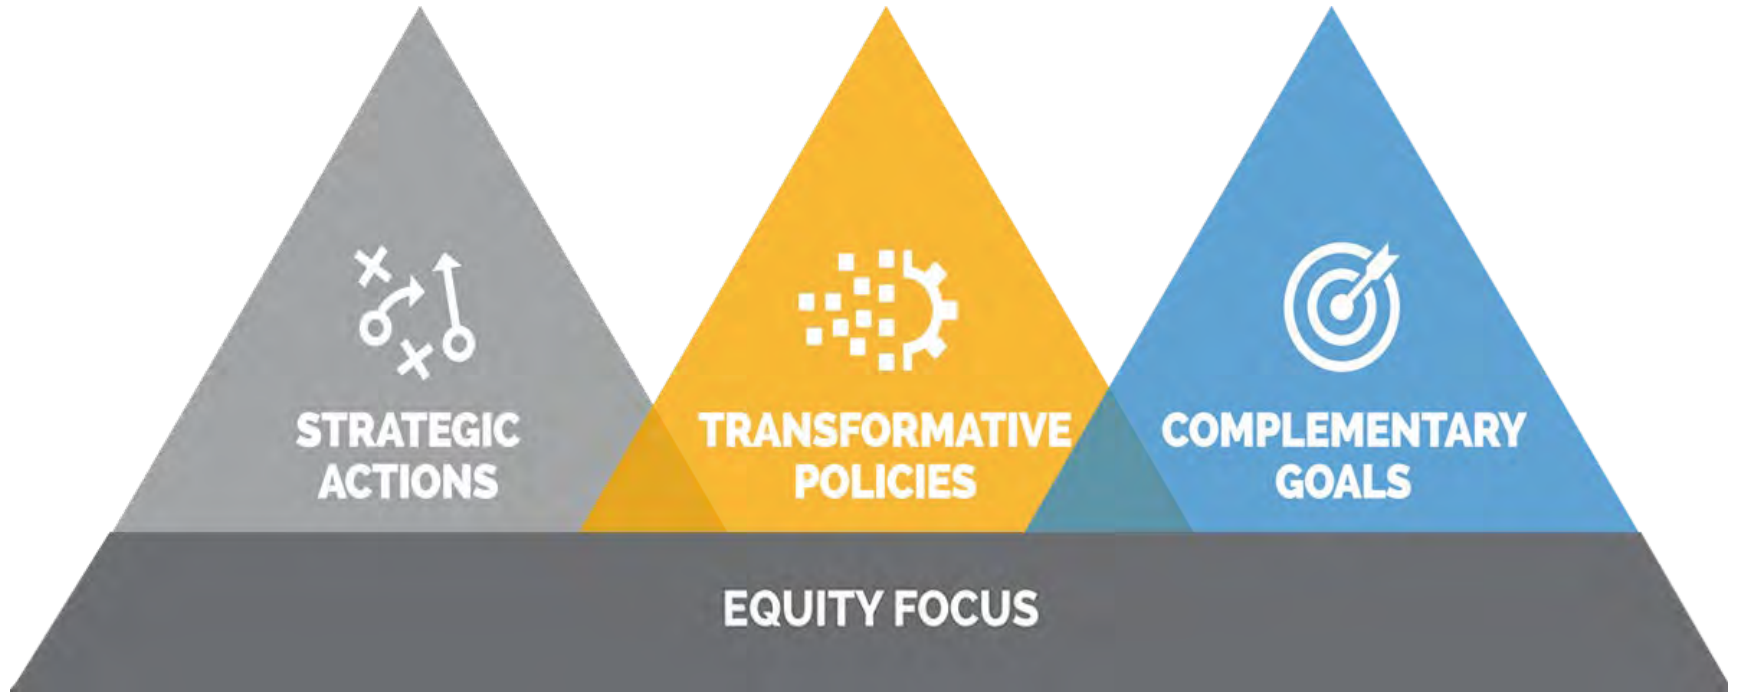 STRATEGIC
ACTIONS
TRANSFORMATIVE
POLICIES
COMPLEMENTARY
GOALS
EQUITY FOCUS